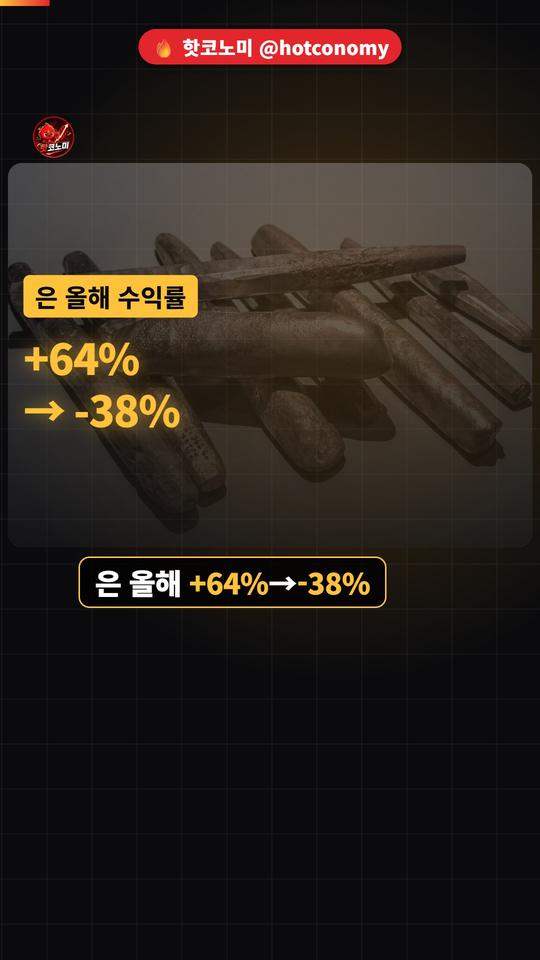 🔥 핫코노미 @hotconomy
핫코노미
은 올해 수익률
+64%
→ -38%
은 올해 +64%→-38%